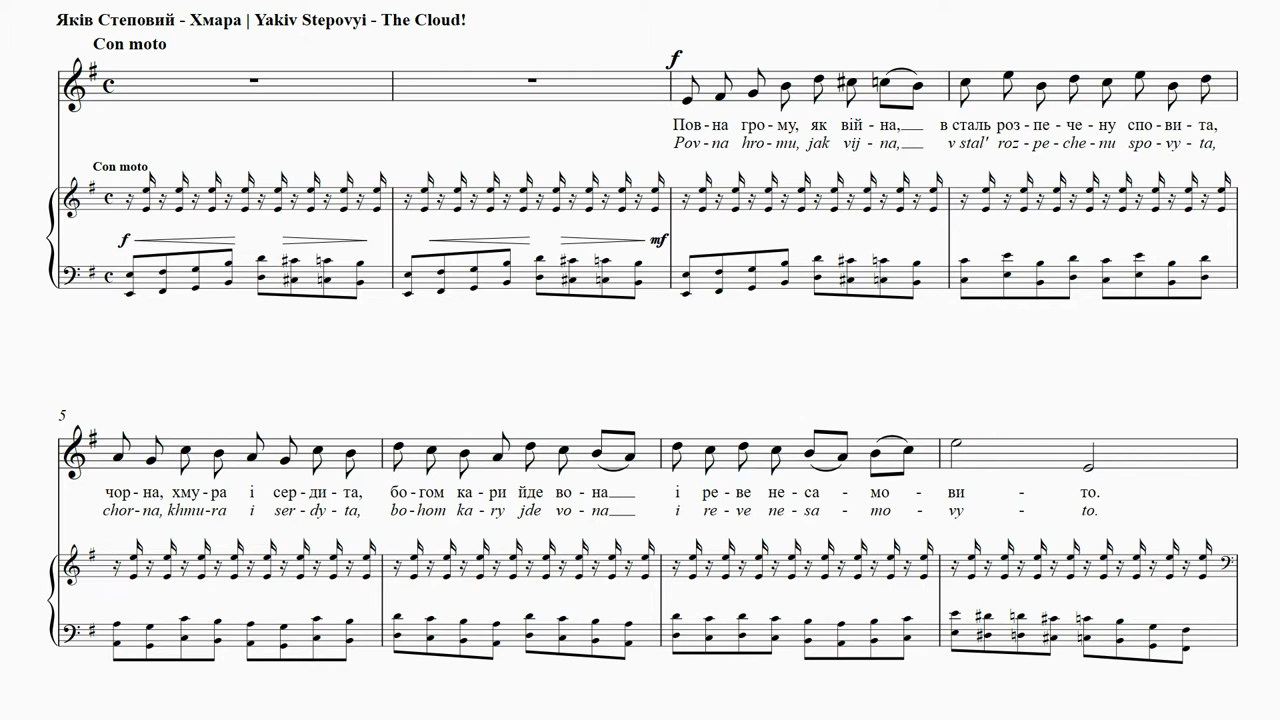 Яків Степовий - Хмара | Yakiv Stepovyi - The Cloud!
Con moto
f
Пов - на гро - му, як вій - на, в сталь роз - пе - че - ну спо - ви - та,
Pov - na hro - mu, jak vij - na, v stal' roz - pe - che - nu spo - vy - ta,
Con moto
f mf
5
чор - на, хму - ра і сер - ди - та, бо - гом ка - ри йде во - на і ре - ве не - са - мо - ви - то.
chor - na, khmu - ra i ser - dy - ta, bo - hom ka - ry jde vo - na i re - ve ne - sa - mo - vy - to.